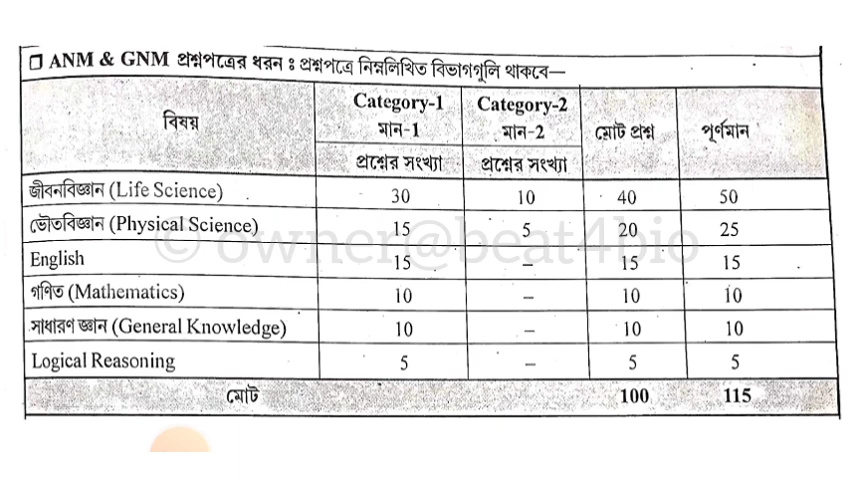 ❒ ANM & GNM প্রশ্নপত্রের ধরন : প্রশ্নপত্রে নিম্নলিখিত বিভাগগুলি থাকবে—
বিষয় Category-1 মান-1 প্রশ্নের সংখ্যা Category-2 মান-2 প্রশ্নের সংখ্যা মোট প্রশ্ন পূর্ণমান
জীবনবিজ্ঞান (Life Science) 30 10 40 50
ভৌতবিজ্ঞান (Physical Science) 15 5 20 25
© owner@beat4bio
English 15 – 15 15
গণিত (Mathematics) 10 – 10 10
সাধারণ জ্ঞান (General Knowledge) 10 – 10 10
Logical Reasoning 5 – 5 5
মোট 100 115